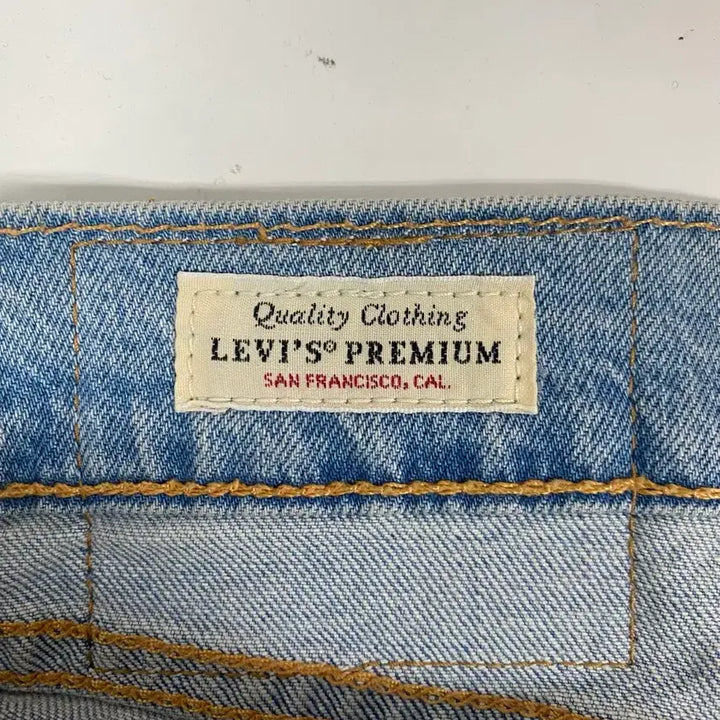 Quality Clothing
LEVI'S® PREMIUM
SAN FRANCISCO, CAL.